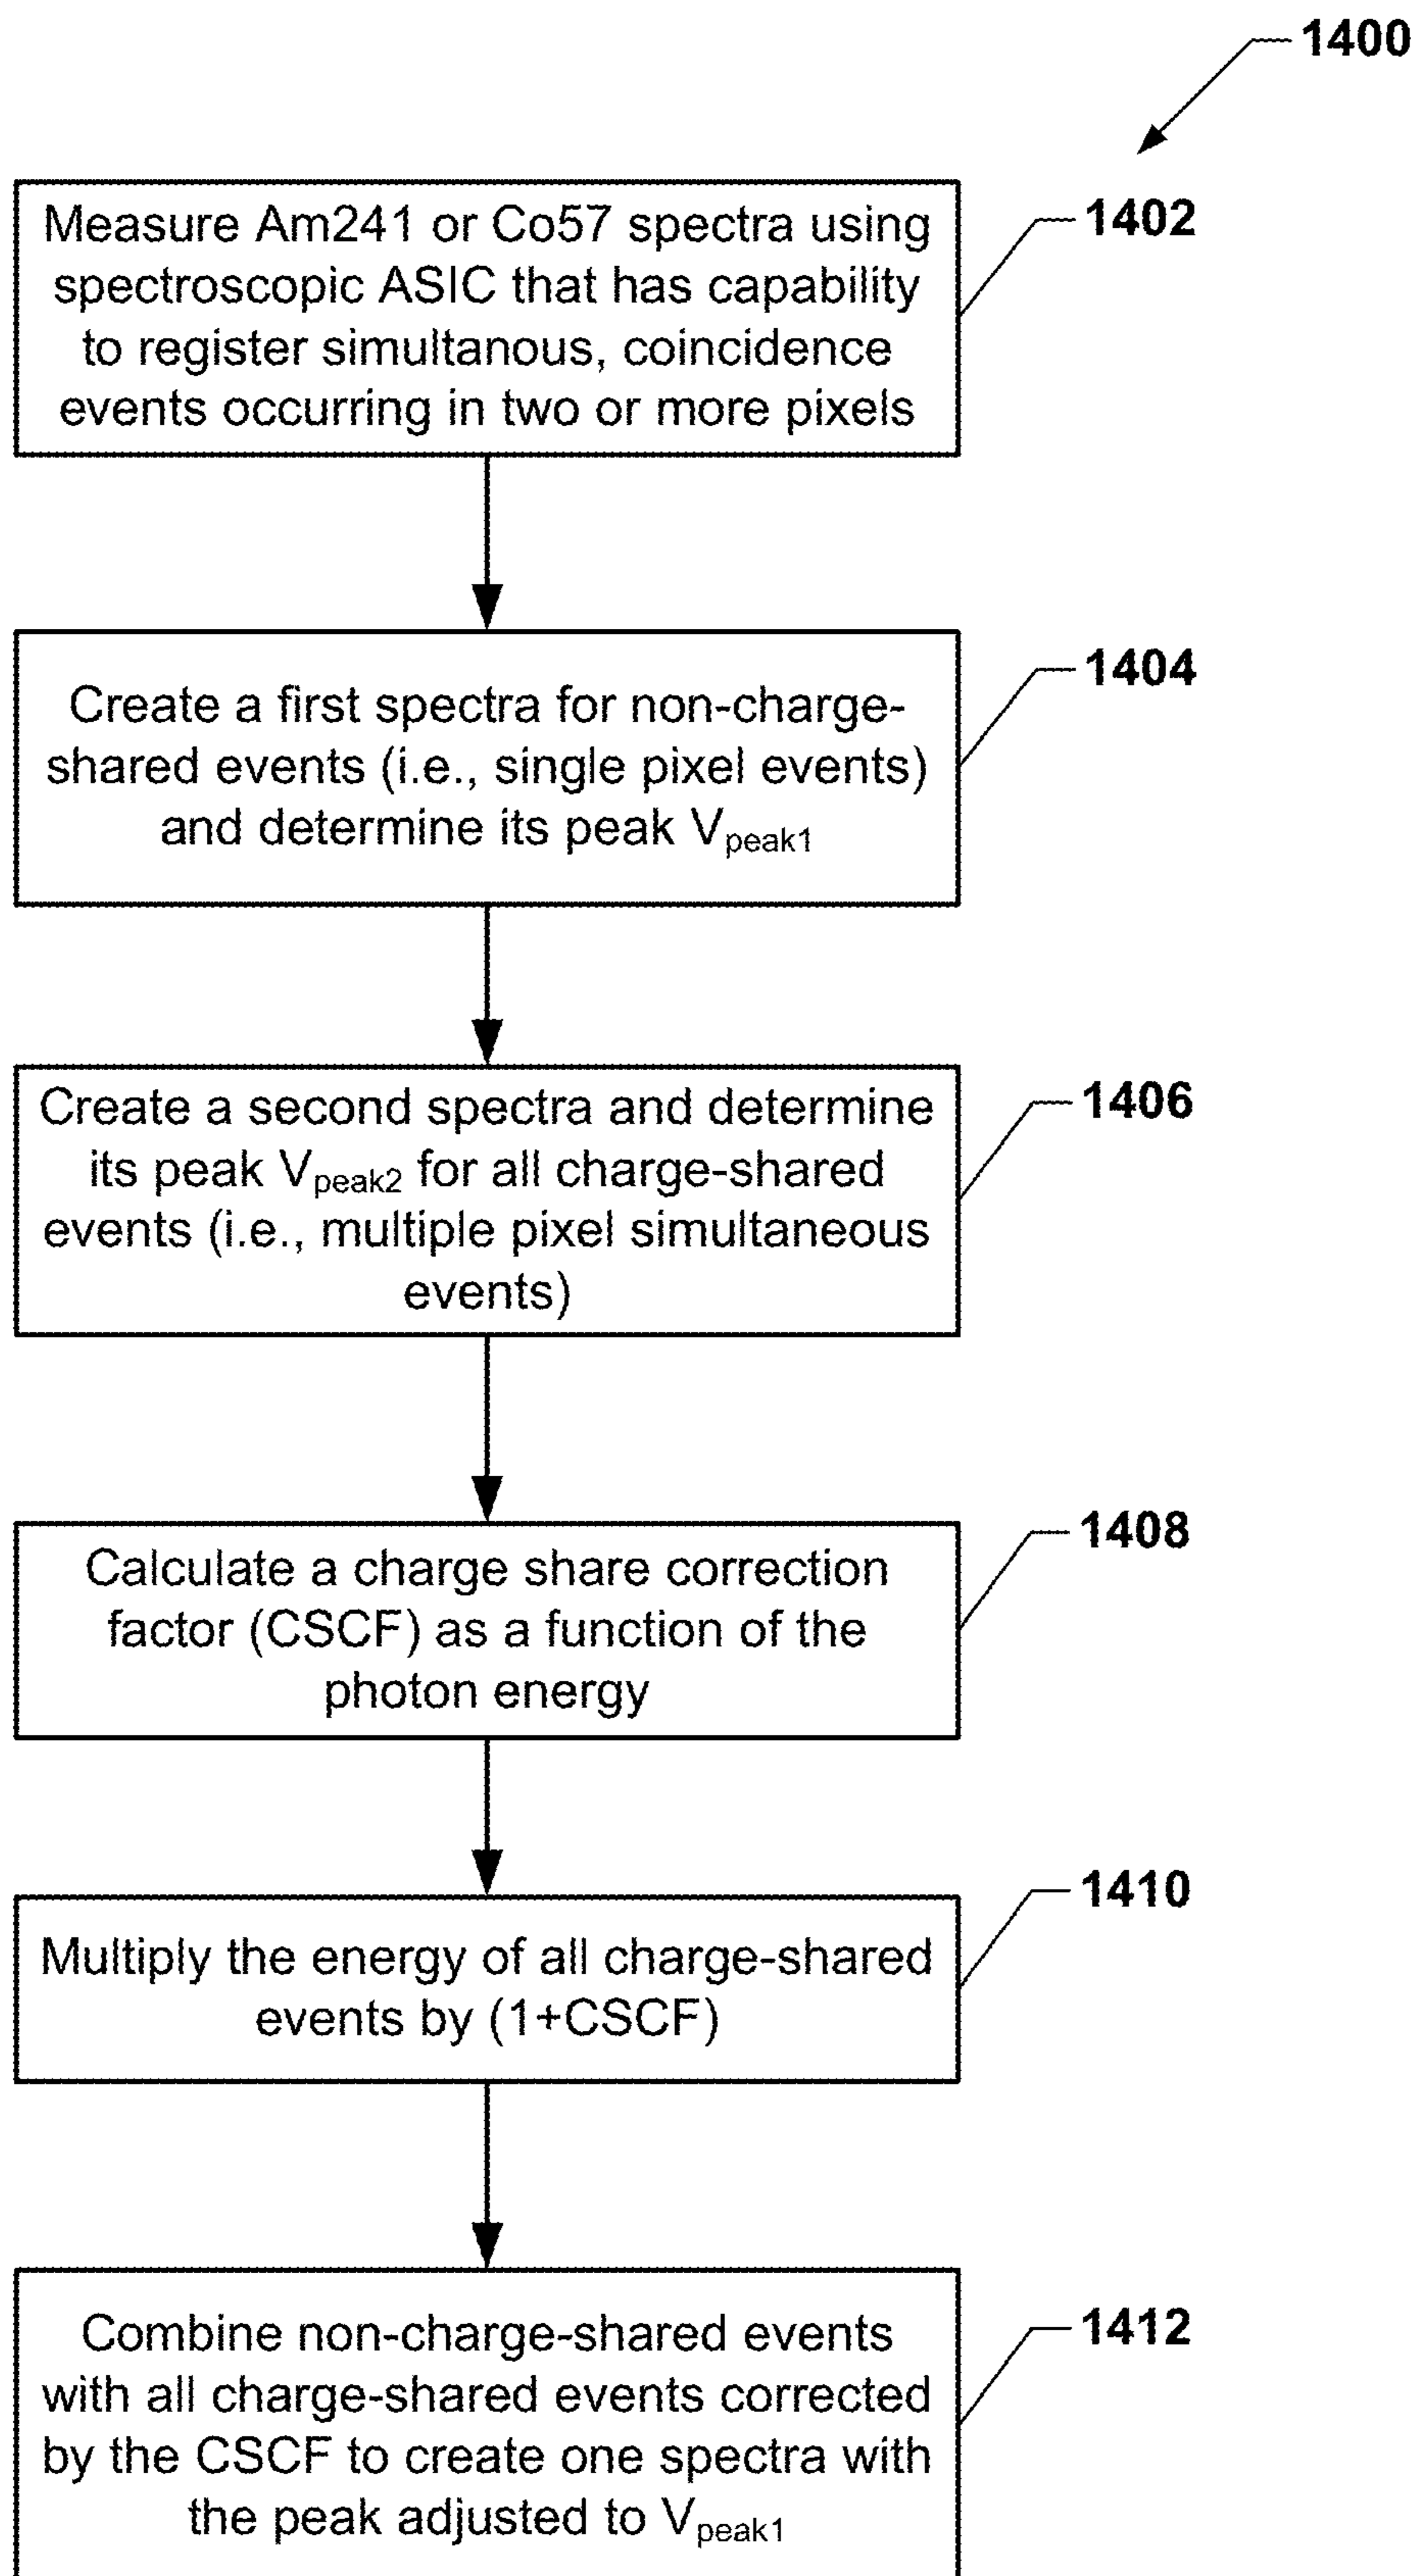 1400
Measure Am241 or Co57 spectra using
spectroscopic ASIC that has capability
to register simultanous, coincidence
events occurring in two or more pixels
1402
Create a first spectra for non-charge-
shared events (i.e., single pixel events)
and determine its peak Vpeak1
1404
Create a second spectra and determine
its peak Vpeak2 for all charge-shared
events (i.e., multiple pixel simultaneous
events)
1406
Calculate a charge share correction
factor (CSCF) as a function of the
photon energy
1408
Multiply the energy of all charge-shared
events by (1+CSCF)
1410
Combine non-charge-shared events
with all charge-shared events corrected
by the CSCF to create one spectra with
the peak adjusted to Vpeak1
1412